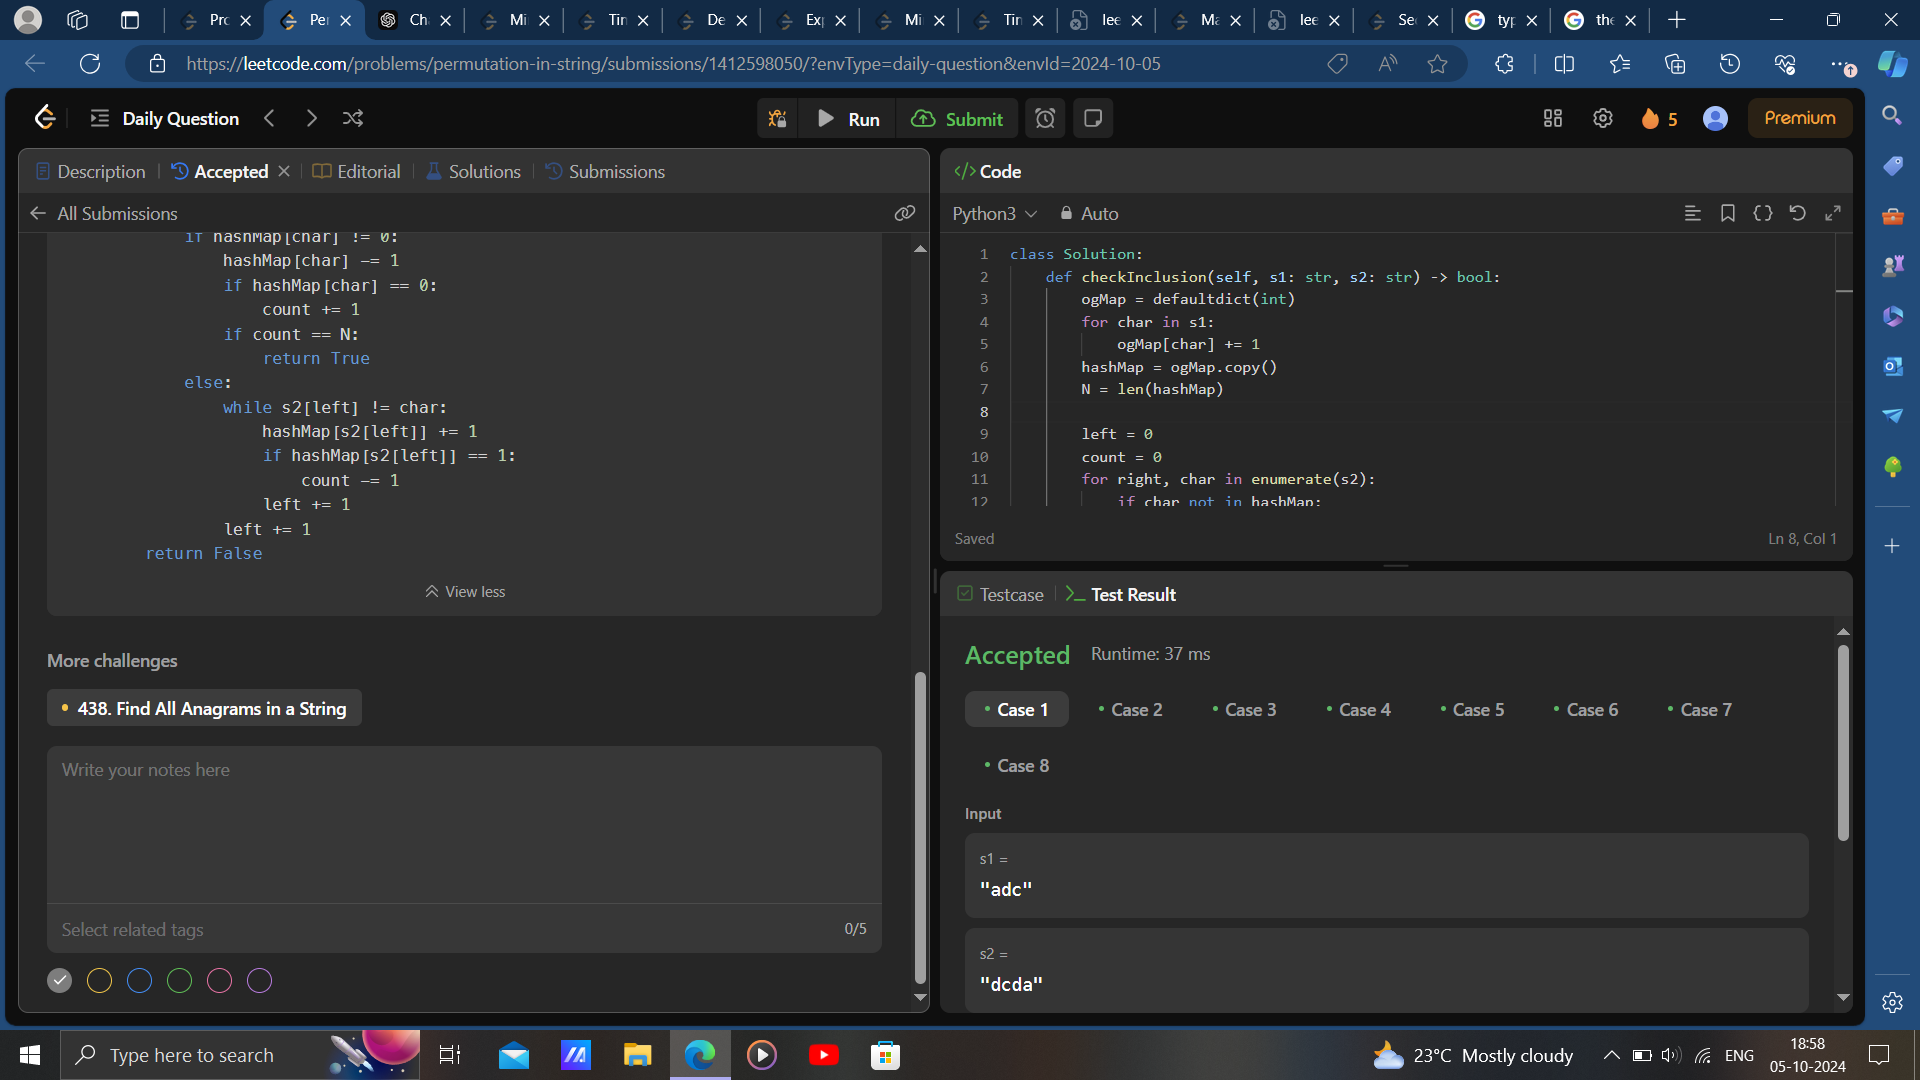 Pro
Per
Ch
Mi
Tin
De
Exp
Mi
Tin
lee
Ma
lee
Se
typ
the
https://leetcode.com/problems/permutation-in-string/submissions/1412598050/?envType=daily-question&envId=2024-10-05
Daily Question
Run
Submit
5
Premium
Description
Accepted
Editorial
Solutions
Submissions
All Submissions
if hashMap[char] != 0:
hashMap[char] -= 1
if hashMap[char] == 0:
count += 1
if count == N:
return True
else:
while s2[left] != char:
hashMap[s2[left]] += 1
if hashMap[s2[left]] == 1:
count -= 1
left += 1
left += 1
return False
View less
More challenges
438. Find All Anagrams in a String
Write your notes here
Select related tags
0/5
</> Code
Python3
Auto
1 class Solution:
2 def checkInclusion(self, s1: str, s2: str) -> bool:
3 ogMap = defaultdict(int)
4 for char in s1:
5 ogMap[char] += 1
6 hashMap = ogMap.copy()
7 N = len(hashMap)
8
9 left = 0
10 count = 0
11 for right, char in enumerate(s2):
12 if char not in hashMap:
Saved
Ln 8, Col 1
Testcase
Test Result
Accepted
Runtime: 37 ms
Case 1
Case 2
Case 3
Case 4
Case 5
Case 6
Case 7
Case 8
Input
s1 =
"adc"
s2 =
"dcda"
Type here to search
23°C Mostly cloudy
ENG
18:58
05-10-2024